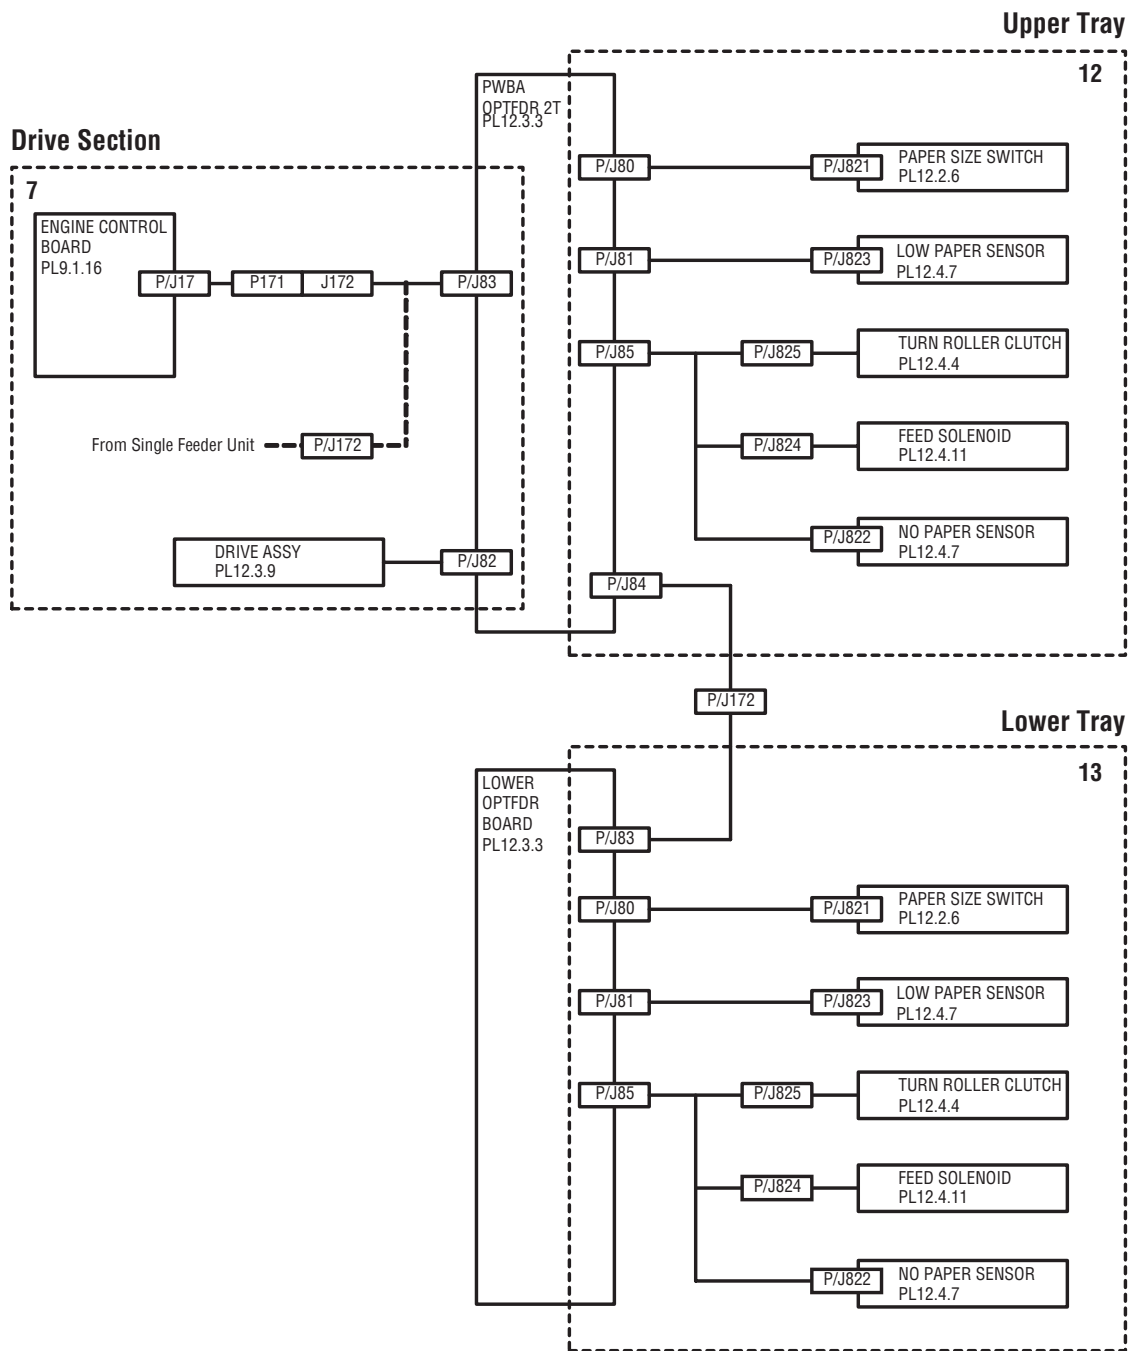 Upper Tray
12
PWBA
OPTFDR 2T
PL12.3.3
Drive Section
7
ENGINE CONTROL
BOARD
PL9.1.16
P/J17
P171
J172
P/J83
From Single Feeder Unit
P/J172
DRIVE ASSY
PL12.3.9
P/J82
P/J80
P/J821
PAPER SIZE SWITCH
PL12.2.6
P/J81
P/J823
LOW PAPER SENSOR
PL12.4.7
P/J85
P/J825
TURN ROLLER CLUTCH
PL12.4.4
P/J824
FEED SOLENOID
PL12.4.11
P/J822
NO PAPER SENSOR
PL12.4.7
P/J84
P/J172
Lower Tray
13
LOWER
OPTFDR
BOARD
PL12.3.3
P/J83
P/J80
P/J821
PAPER SIZE SWITCH
PL12.2.6
P/J81
P/J823
LOW PAPER SENSOR
PL12.4.7
P/J85
P/J825
TURN ROLLER CLUTCH
PL12.4.4
P/J824
FEED SOLENOID
PL12.4.11
P/J822
NO PAPER SENSOR
PL12.4.7